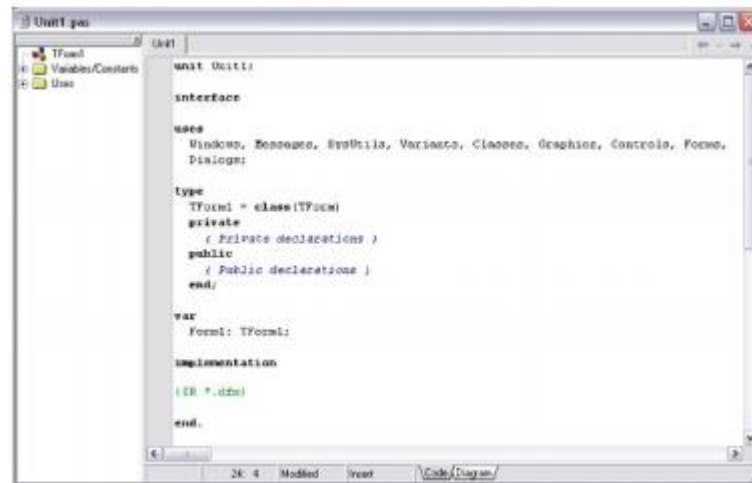 Unit1.pas
TForm1
Variables/Constants
Uses
Unit1
unit Unit1;
interface
uses
Windows, Messages, SysUtils, Variants, Classes, Graphics, Controls, Forms,
Dialogs;
type
TForm1 = class(TForm)
private
{ Private declarations }
public
{ Public declarations }
end;
var
Form1: TForm1;
implementation
{$R *.dfm}
end.
24: 4 Modified Insert Code Diagram